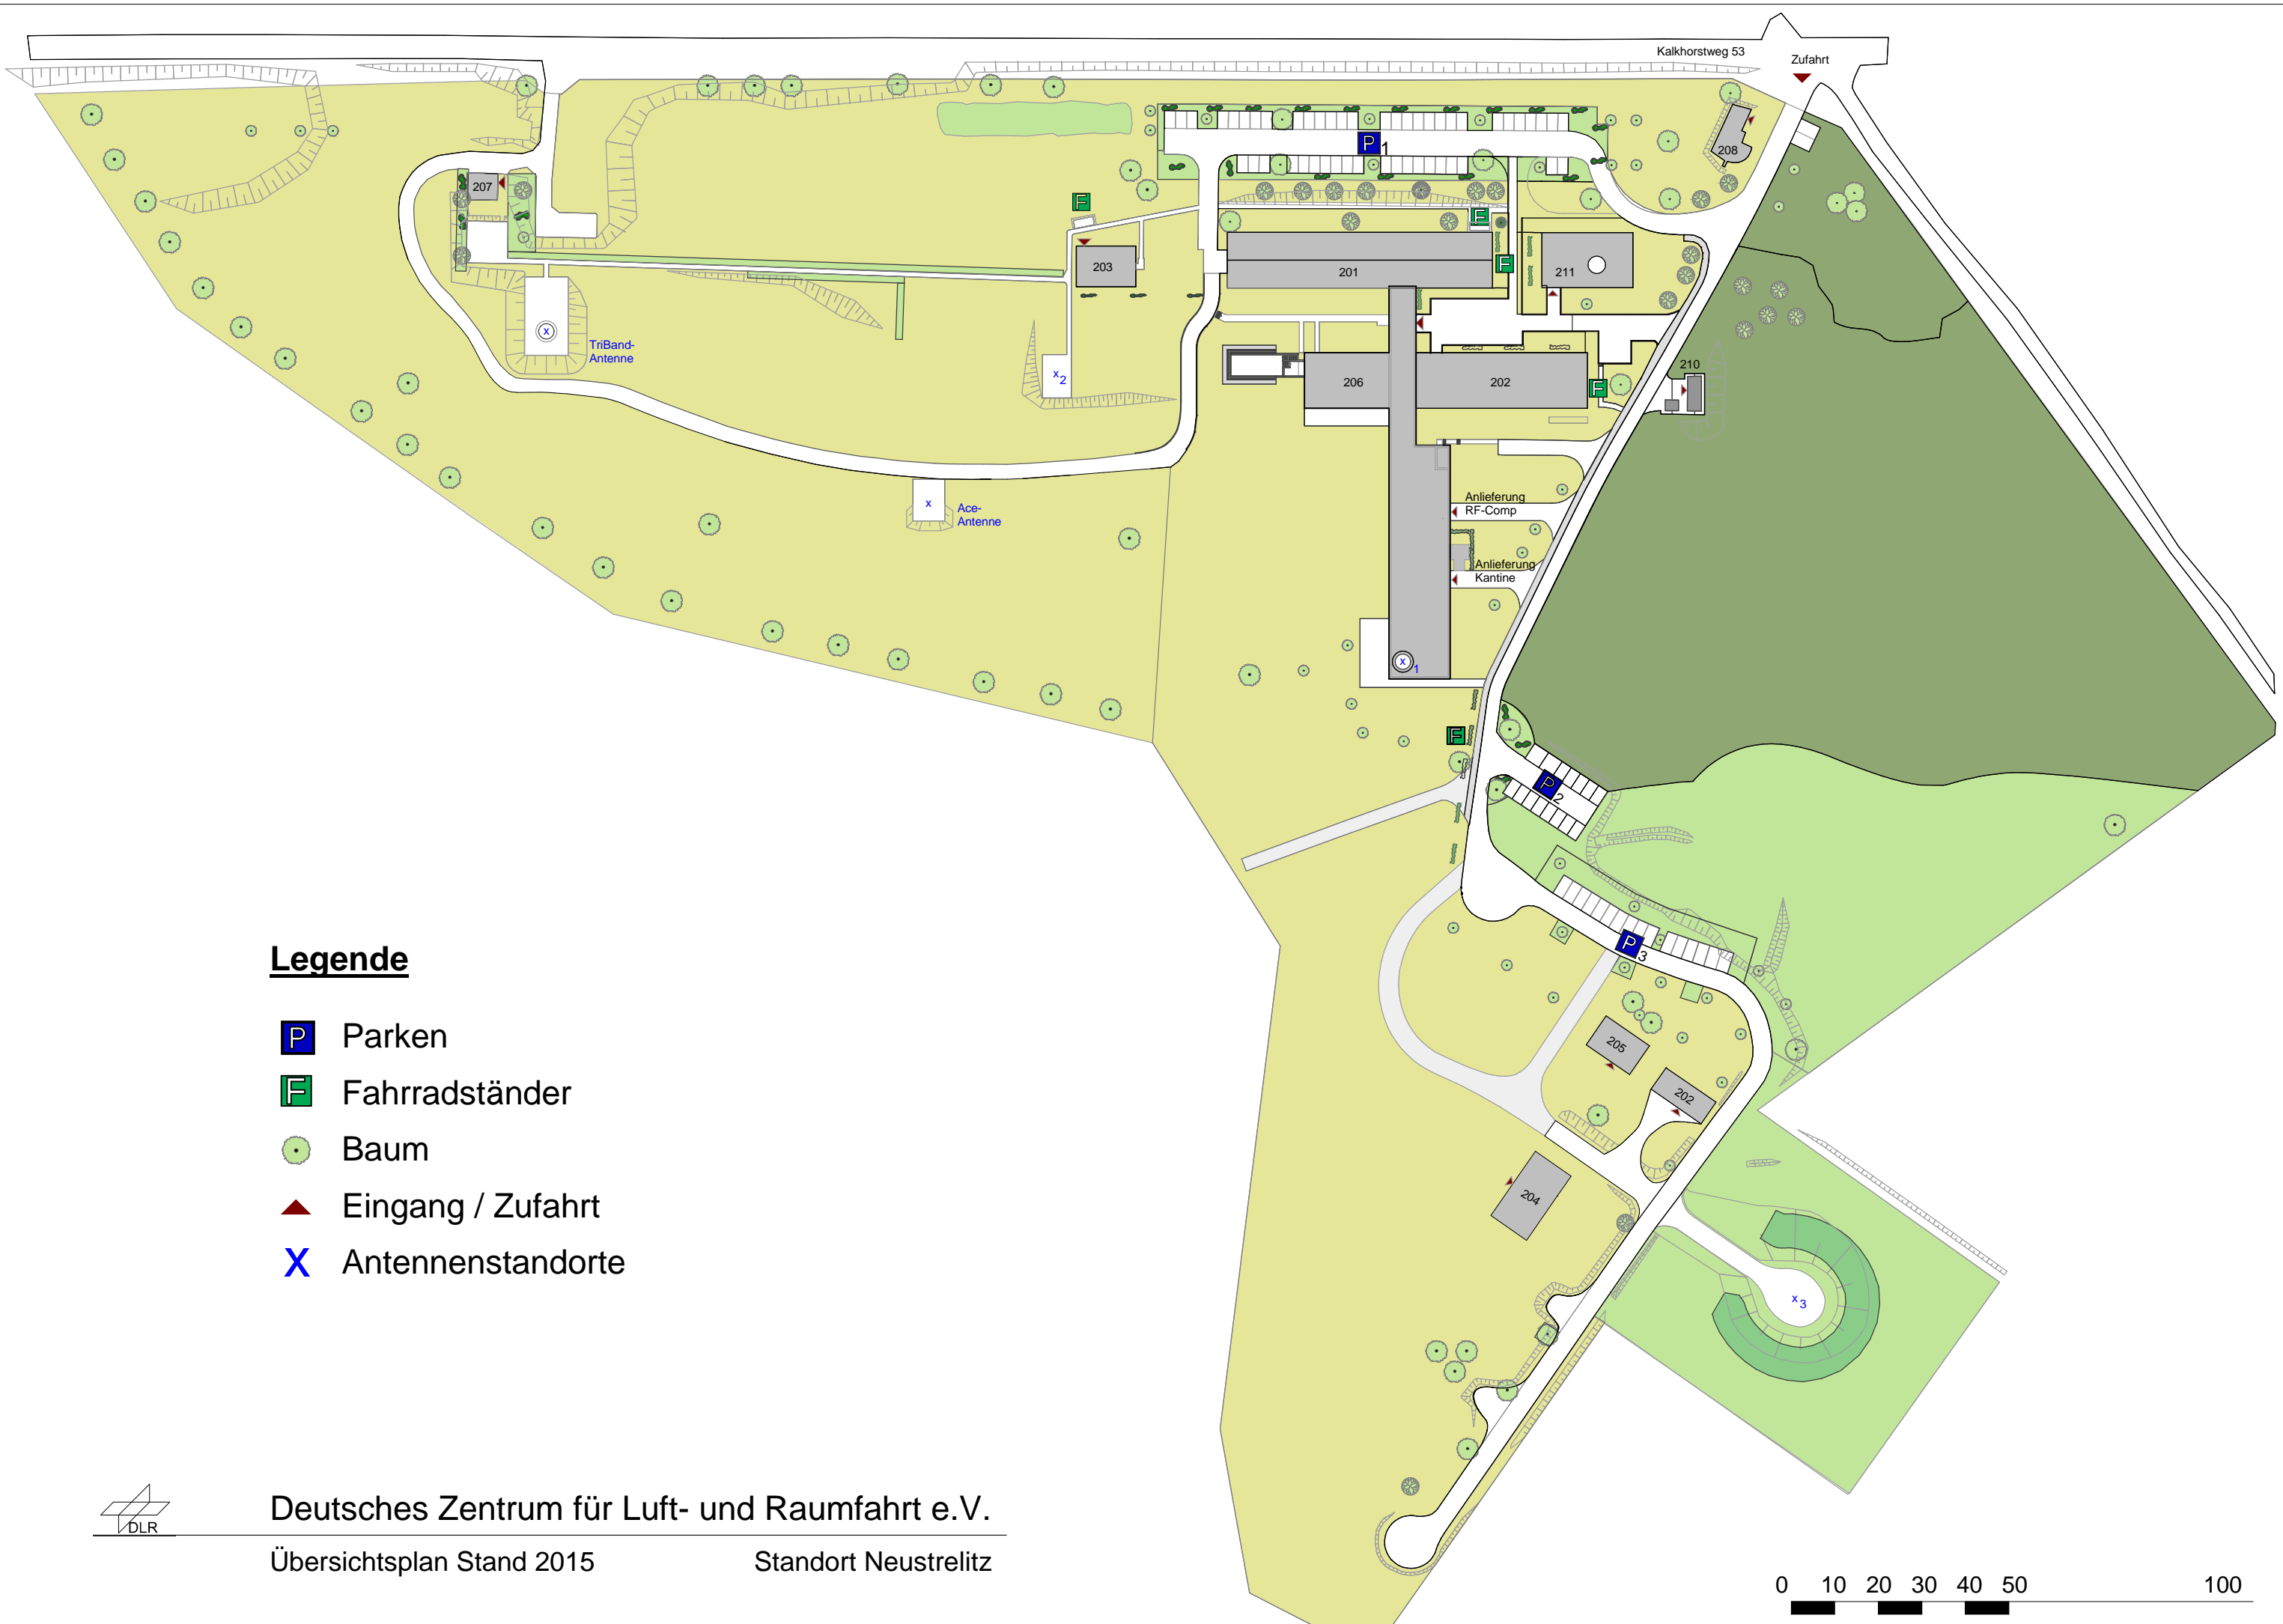 Kalkhorstweg 53
Zufahrt
P 1
208
207
F
F
203
201
F
211
TriBand-
Antenne
x
x 2
206
202
F
210
x
Ace-
Antenne
Anlieferung
RF-Comp
Anlieferung
Kantine
x 1
F
P 2
P 3
205
202
204
x 3
Legende
P Parken
F Fahrradständer
Baum
Eingang / Zufahrt
X Antennenstandorte
DLR
Deutsches Zentrum für Luft- und Raumfahrt e.V.
Übersichtsplan Stand 2015 Standort Neustrelitz
0 10 20 30 40 50 100